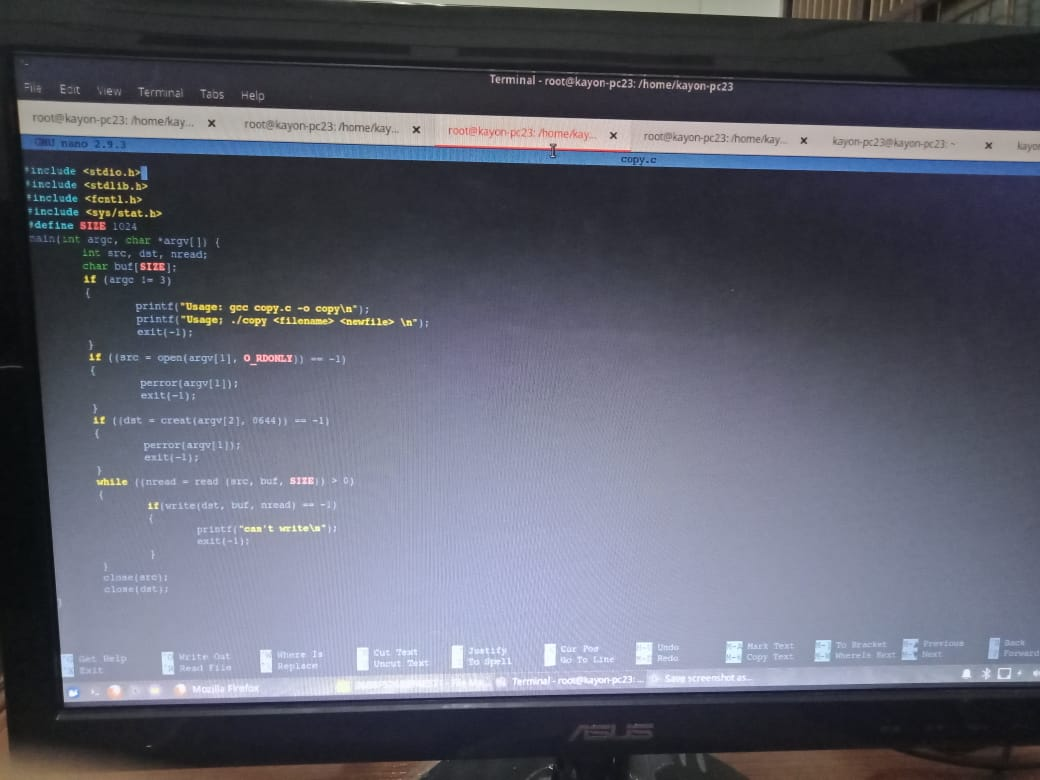 Terminal - root@kayon-pc23: /home/kayon-pc23
File Edit View Terminal Tabs Help
root@kayon-pc23: /home/kay... × root@kayon-pc23: /home/kay... × root@kayon-pc23: /home/kay... × root@kayon-pc23: /home/kay... × kayon-pc23@kayon-pc23: ~ × kayon
GNU nano 2.9.3 copy.c
#include <stdio.h>
#include <stdlib.h>
#include <fcntl.h>
#include <sys/stat.h>
#define SIZE 1024
main(int argc, char *argv[]) {
int src, dst, nread;
char buf[SIZE];
if (argc != 3)
{
printf("Usage: gcc copy.c -o copy\n");
printf("Usage; ./copy <filename> <newfile> \n");
exit(-1);
}
if ((src = open(argv[1], O_RDONLY)) == -1)
{
perror(argv[1]);
exit(-1);
}
if ((dst = creat(argv[2], 0644)) == -1)
{
perror(argv[1]);
exit(-1);
}
while ((nread = read (src, buf, SIZE)) > 0)
{
if(write(dst, buf, nread) == -1)
{
printf("can't write\n");
exit(-1);
}
}
close(src);
close(dst);
}
Get Help Write Out Where Is Cut Text Justify Cur Pos M-U Undo M-A Mark Text To Bracket Previous Back
Exit Read File Replace Uncut Text To Spell Go To Line M-E Redo M-6 Copy Text WhereIs Next Next Forward
Mozilla Firefox Terminal - root@kayon-pc23: ... Save screenshot as...
ASUS